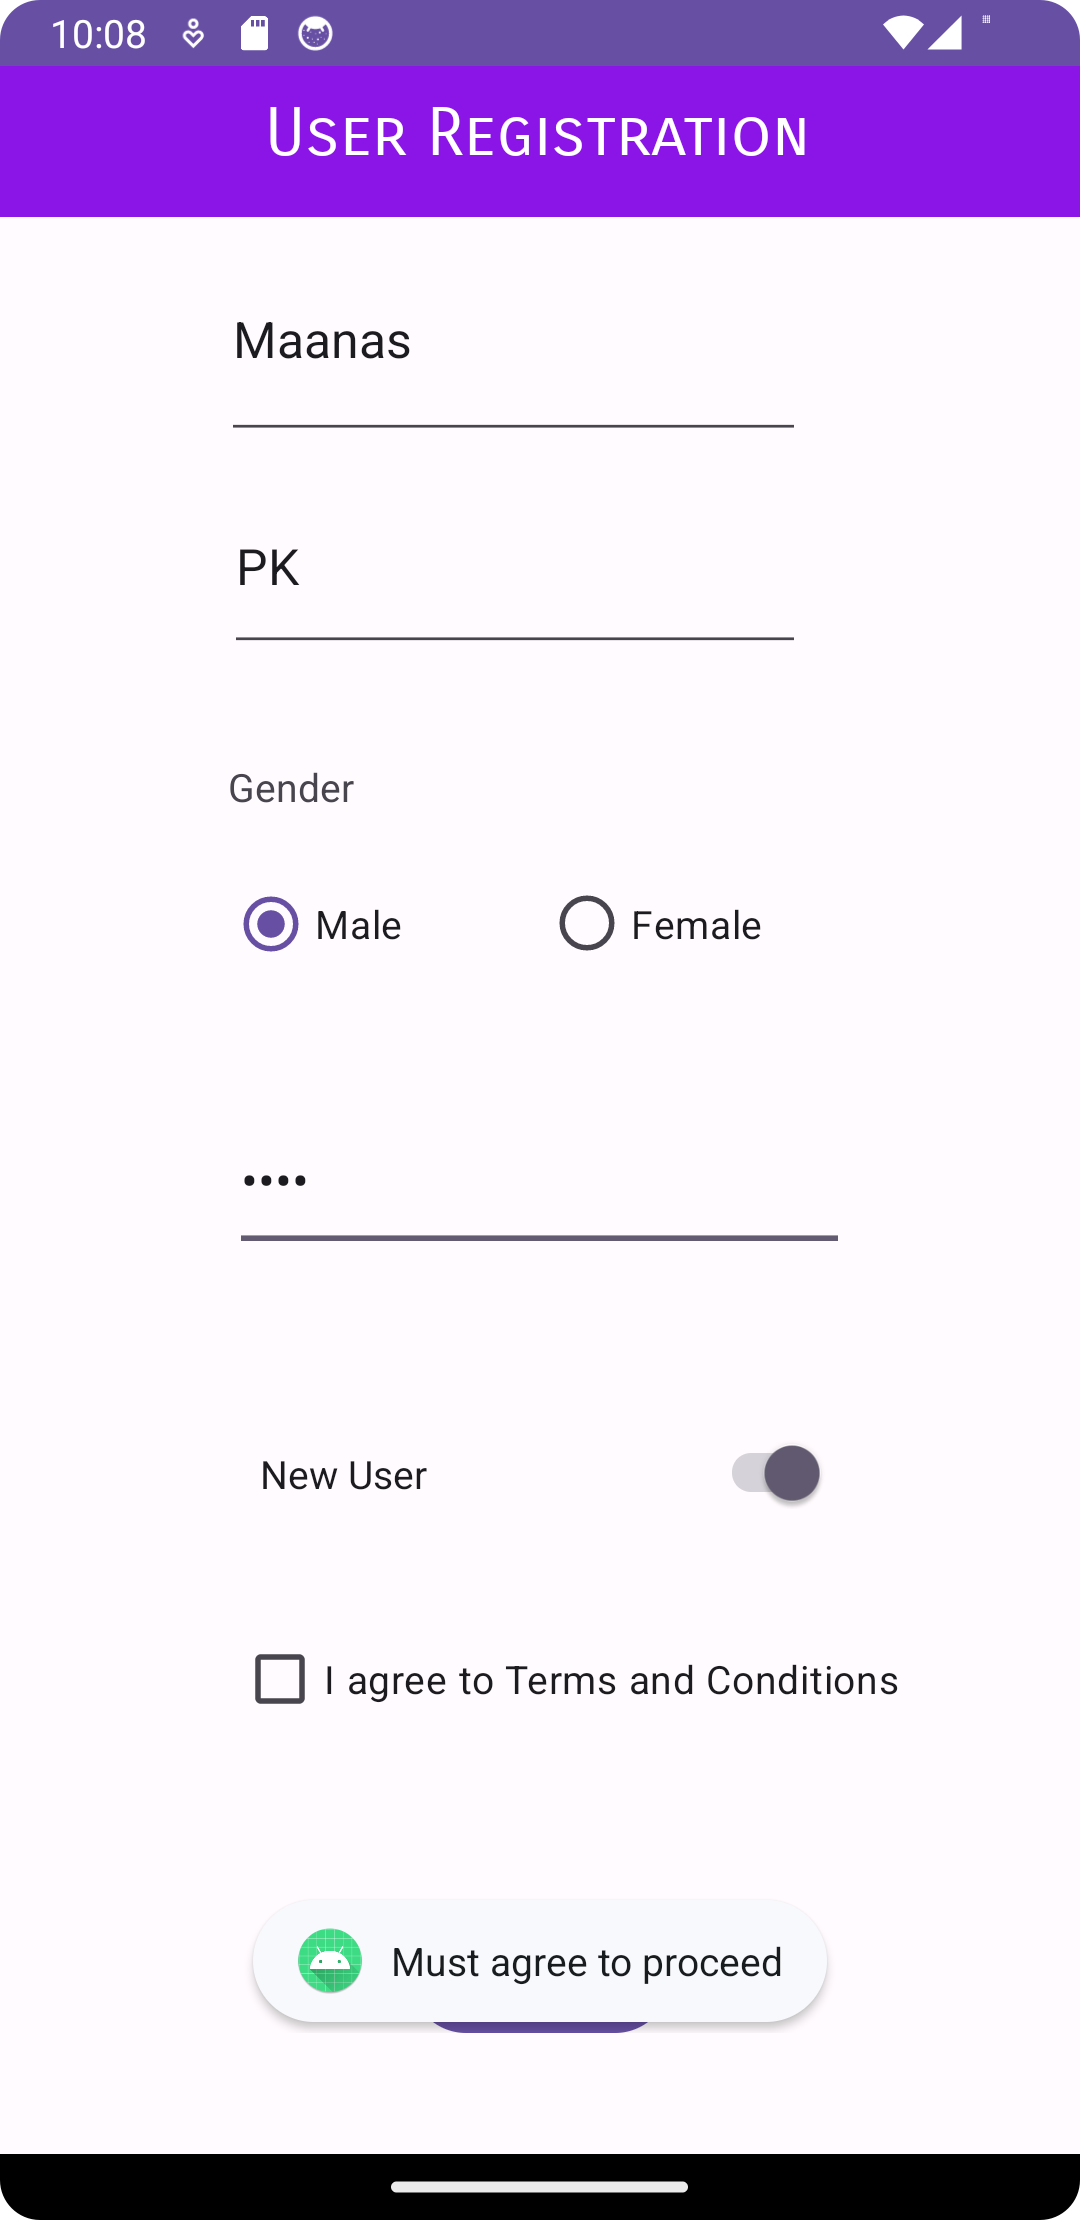 10:08
User Registration
Maanas
PK
Gender
Male Female
••••
New User
I agree to Terms and Conditions
Must agree to proceed